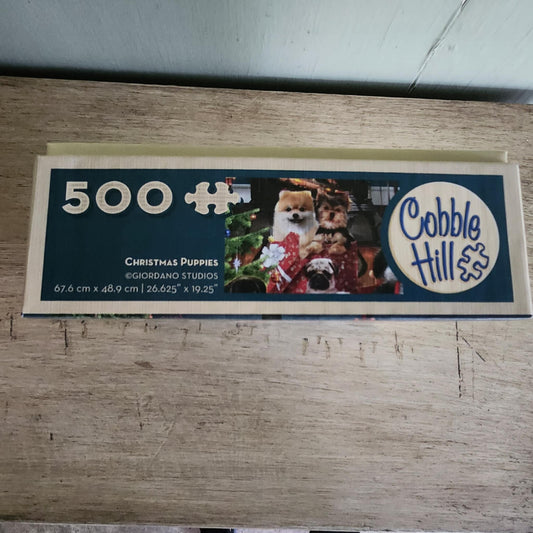 500
CHRISTMAS PUPPIES
©GIORDANO STUDIOS
67.6 cm x 48.9 cm | 26.625" x 19.25"
Cobble
Hill